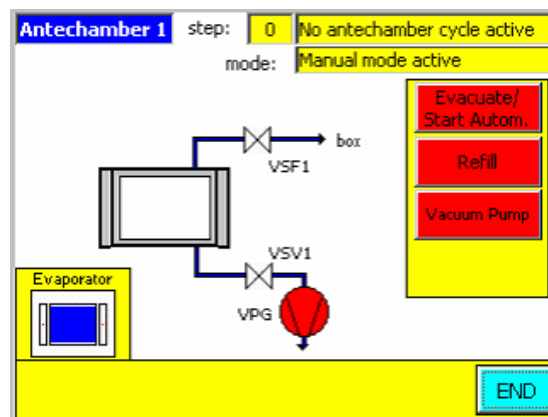 Antechamber 1 step: 0 No antechamber cycle active
mode: Manual mode active
Evacuate/
Start Autom.
box
VSF1
Refill
Vacuum Pump
VSV1
Evaporator
VPG
END